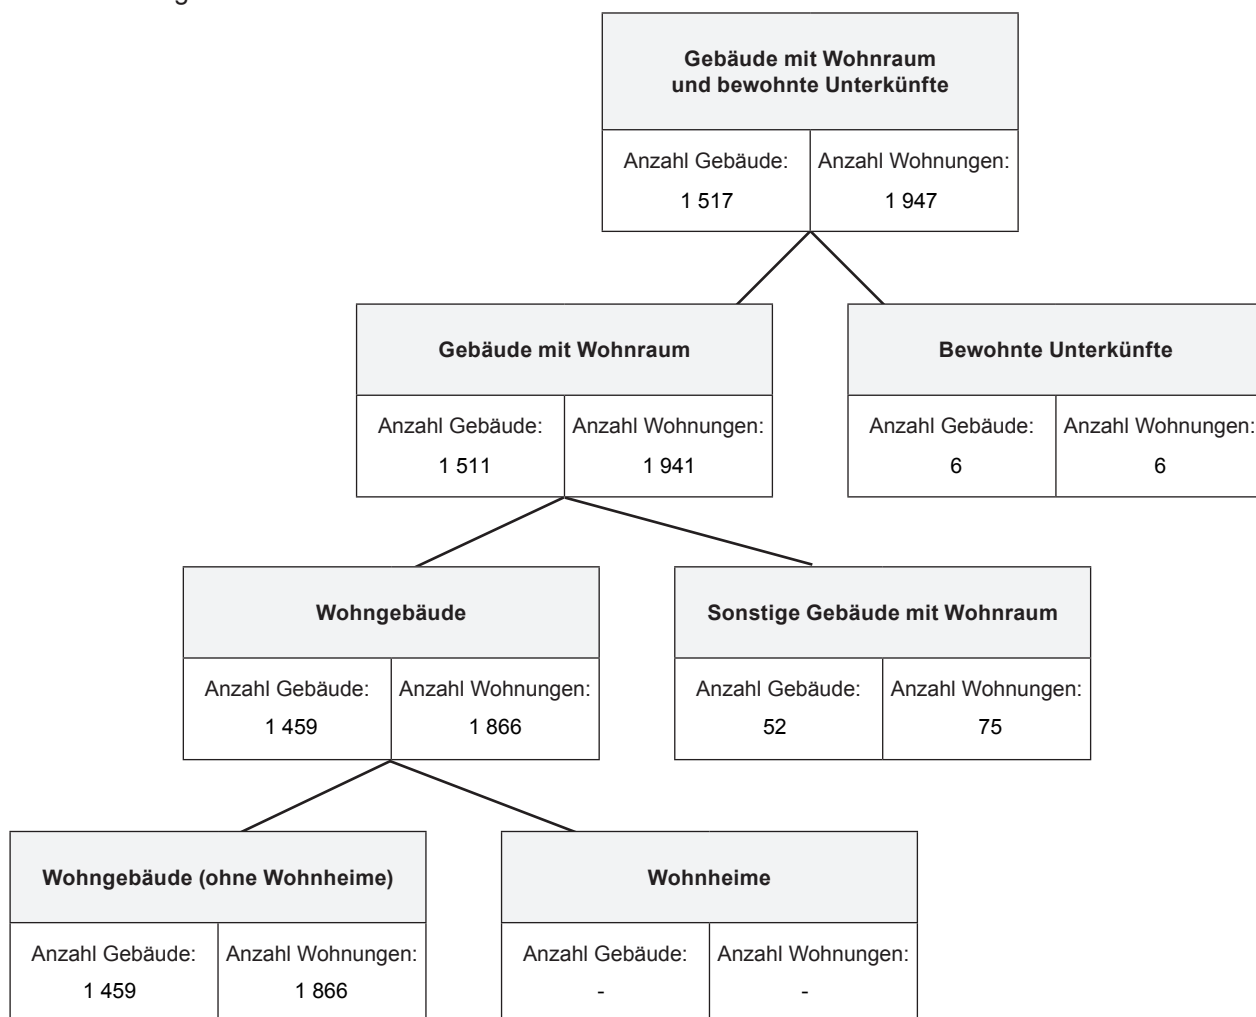 Gebäude mit Wohnraum
und bewohnte Unterkünfte
Anzahl Gebäude: Anzahl Wohnungen:
1 517 1 947
Gebäude mit Wohnraum Bewohnte Unterkünfte
Anzahl Gebäude: Anzahl Wohnungen: Anzahl Gebäude: Anzahl Wohnungen:
1 511 1 941 6 6
Wohngebäude Sonstige Gebäude mit Wohnraum
Anzahl Gebäude: Anzahl Wohnungen: Anzahl Gebäude: Anzahl Wohnungen:
1 459 1 866 52 75
Wohngebäude (ohne Wohnheime) Wohnheime
Anzahl Gebäude: Anzahl Wohnungen: Anzahl Gebäude: Anzahl Wohnungen:
1 459 1 866 - -